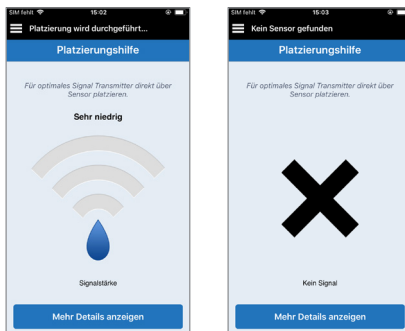 SIM fehlt 15:02
Platzierung wird durchgeführt...
Platzierungshilfe
Für optimales Signal Transmitter direkt über
Sensor platzieren.
Sehr niedrig
Signalstärke
Mehr Details anzeigen
SIM fehlt 15:03
Kein Sensor gefunden
Platzierungshilfe
Für optimales Signal Transmitter direkt über
Sensor platzieren.
Kein Signal
Mehr Details anzeigen